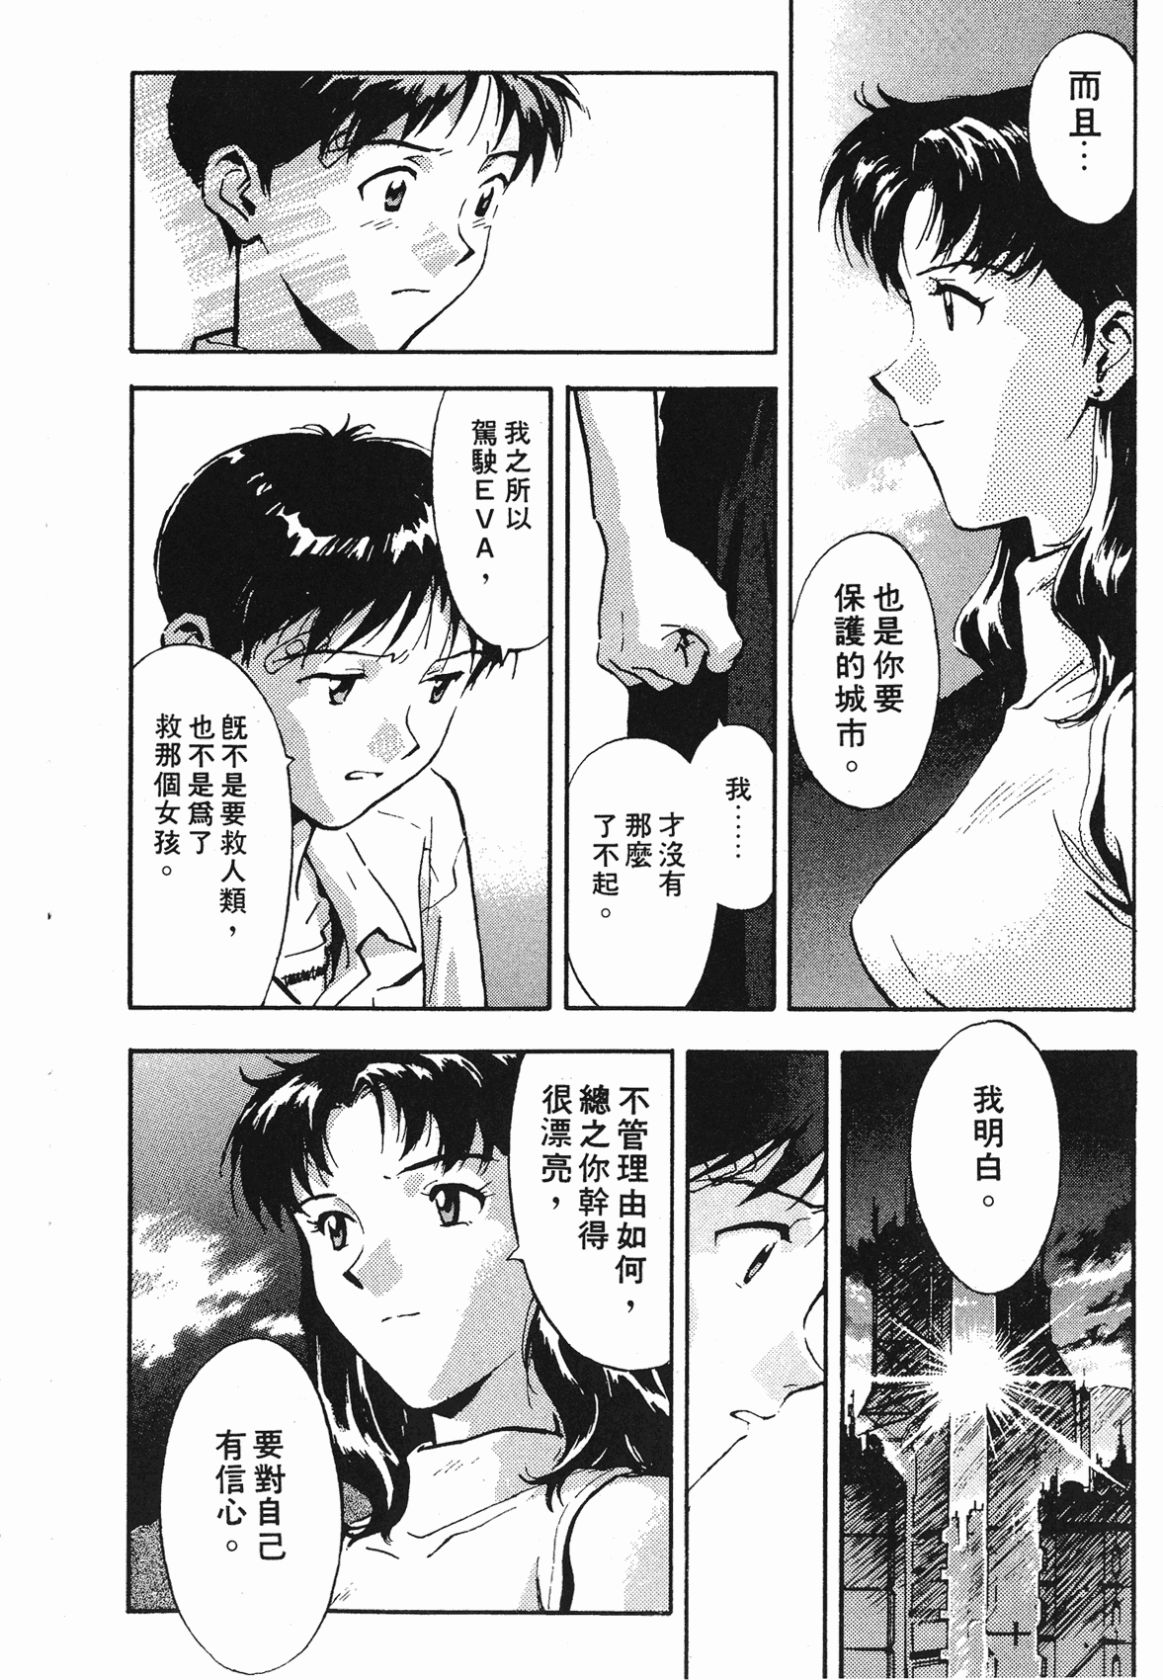 而且…
也是你要
保護的城市。
我……
才沒有
那麼
了不起。
我之所以
駕駛EVA，
既不是要救人類，
也不是爲了
救那個女孩。
我明白。
不管理由如何，
總之你幹得
很漂亮，
要對自己
有信心。